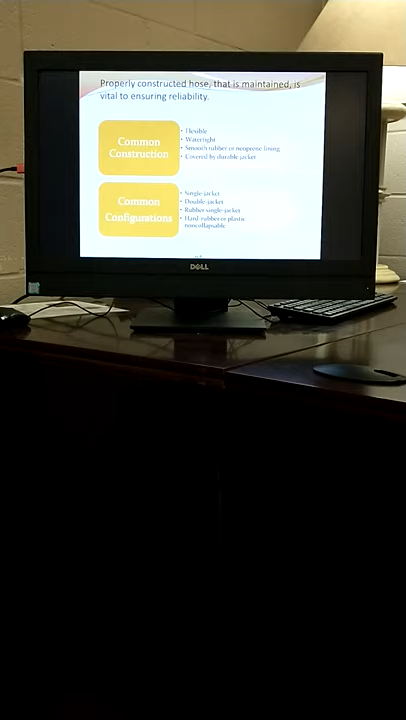 Properly constructed hose, that is maintained, is
vital to ensuring reliability.
Common
Construction
• Flexible
• Watertight
• Smooth rubber or neoprene lining
• Covered by durable jacket
Common
Configurations
• Single-jacket
• Double-jacket
• Rubber single-jacket
• Hard-rubber or plastic
noncollapsable
DELL